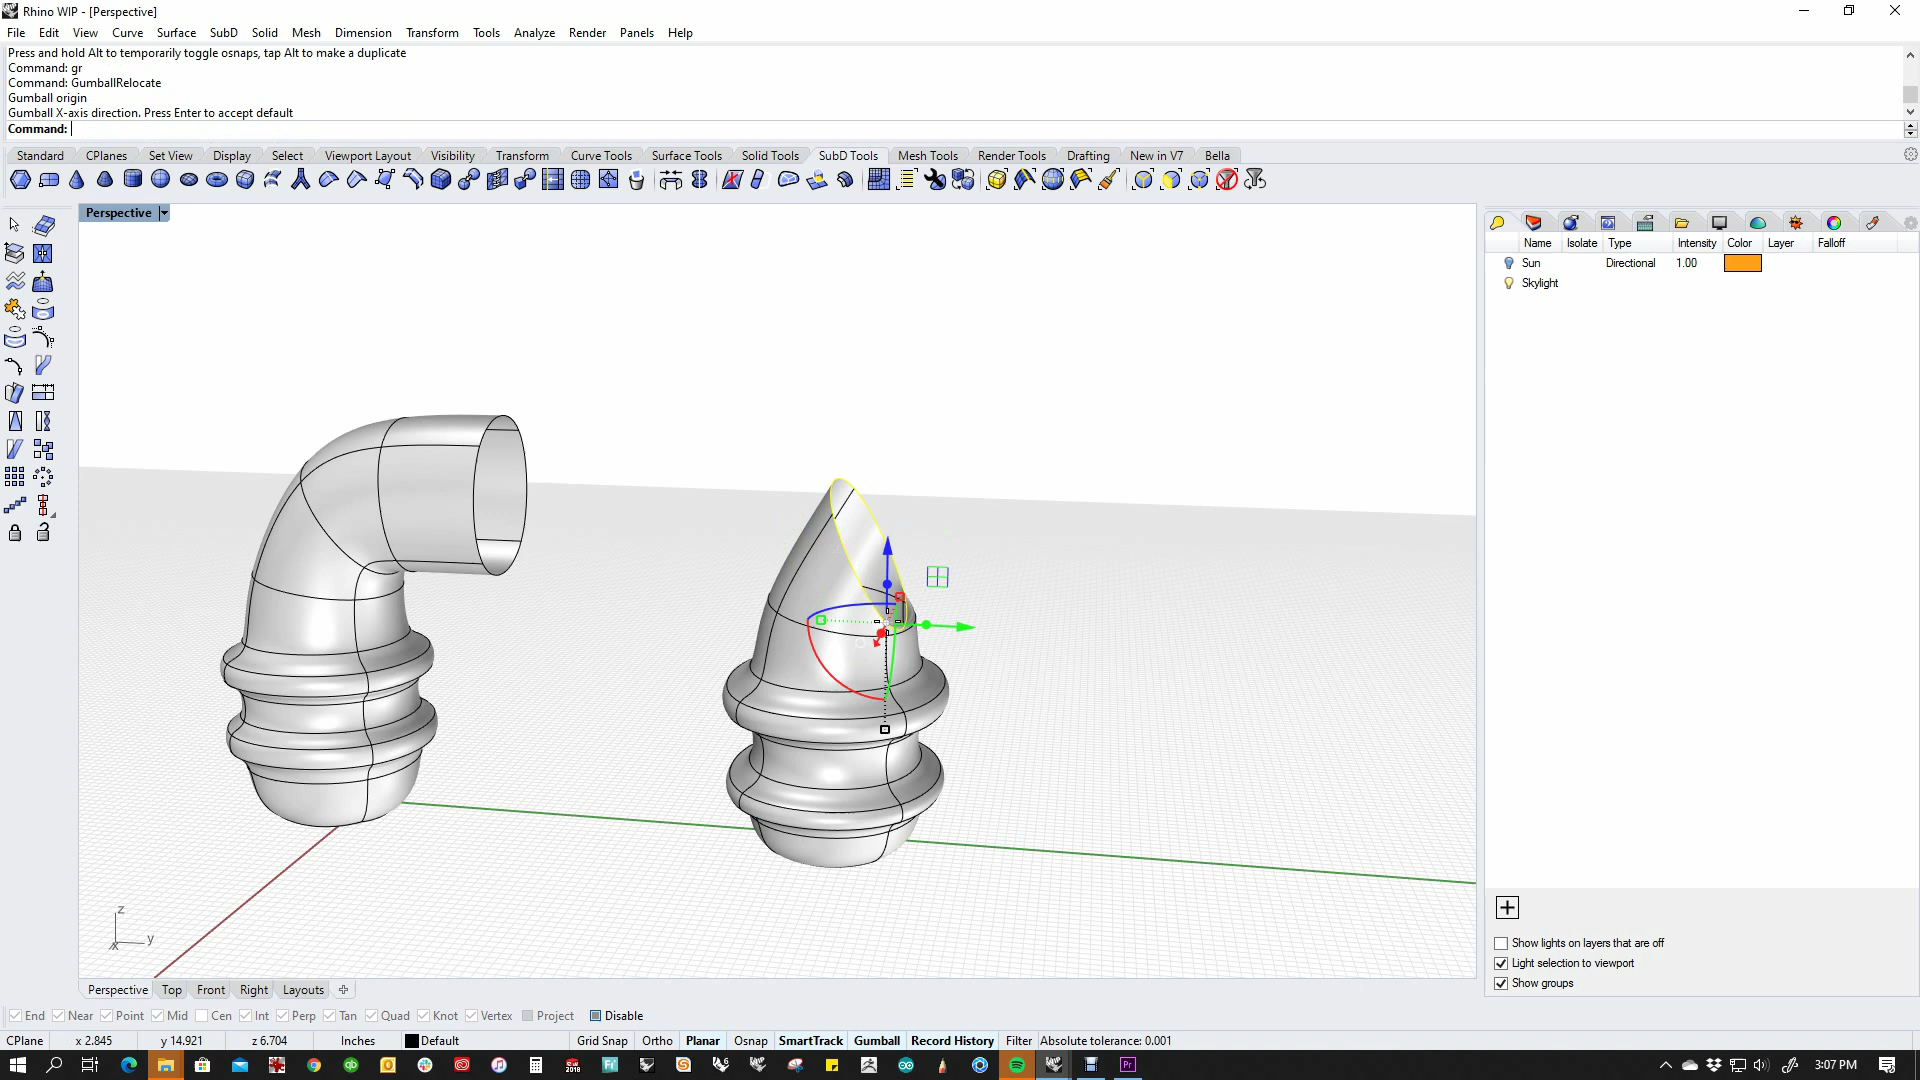 Rhino WIP - [Perspective]
File Edit View Curve Surface SubD Solid Mesh Dimension Transform Tools Analyze Render Panels Help
Press and hold Alt to temporarily toggle osnaps, tap Alt to make a duplicate
Command: gr
Command: GumballRelocate
Gumball origin
Gumball X-axis direction. Press Enter to accept default
Command:
Standard CPlanes Set View Display Select Viewport Layout Visibility Transform Curve Tools Surface Tools Solid Tools SubD Tools Mesh Tools Render Tools Drafting New in V7 Bella
Perspective
Name Isolate Type Intensity Color Layer Falloff
Sun Directional 1.00
Skylight
z
y
x
Show lights on layers that are off
Light selection to viewport
Show groups
Perspective Top Front Right Layouts
End Near Point Mid Cen Int Perp Tan Quad Knot Vertex Project Disable
CPlane x 2.845 y 14.921 z 6.704 Inches Default Grid Snap Ortho Planar Osnap SmartTrack Gumball Record History Filter Absolute tolerance: 0.001
3:07 PM